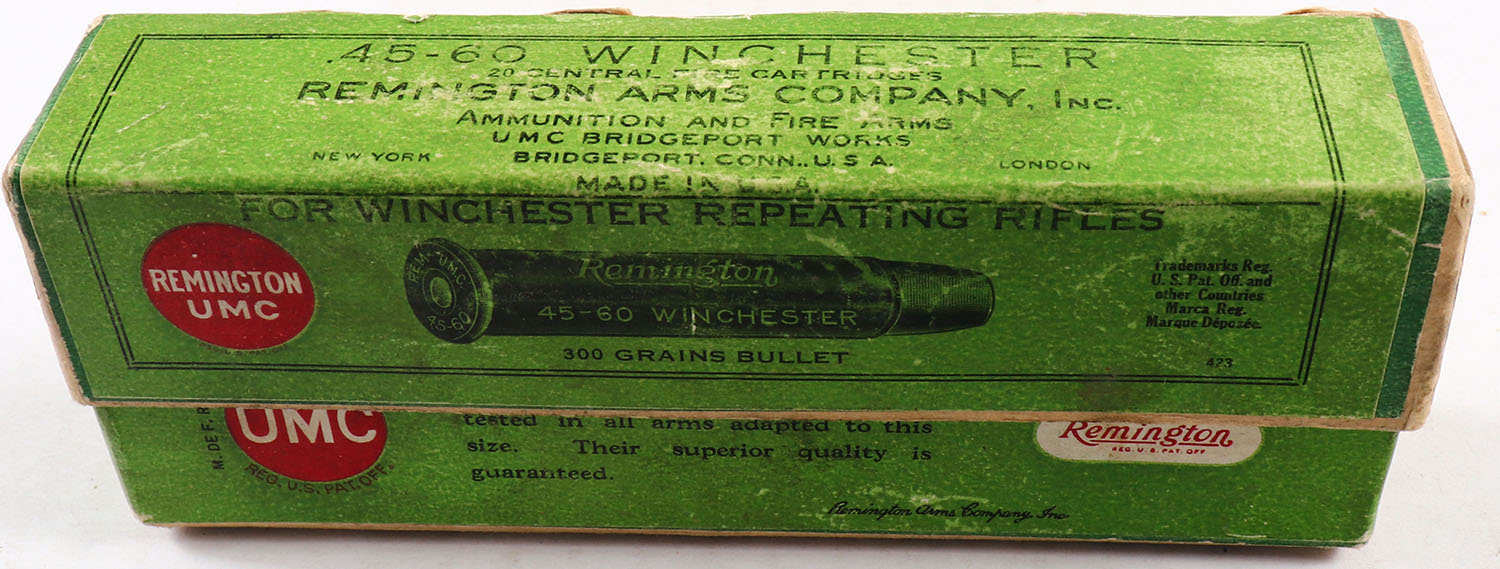 .45-60 WINCHESTER
20 CENTRAL FIRE CARTRIDGES
REMINGTON ARMS COMPANY, INC.
AMMUNITION AND FIRE ARMS
UMC BRIDGEPORT WORKS
NEW YORK BRIDGEPORT, CONN., U.S.A. LONDON
MADE IN U.S.A.
FOR WINCHESTER REPEATING RIFLES
REMINGTON
UMC
REM-UMC
45-60
Remington
45-60 WINCHESTER
300 GRAINS BULLET
Trademarks Reg.
U. S. Pat. Off. and
other Countries
Marca Reg.
Marque Dépozée.
423
M. DE F. R
UMC
REG. U.S. PAT. OFF.
tested in all arms adapted to this
size. Their superior quality is
guaranteed.
Remington
REG. U.S. PAT. OFF
Remington Arms Company, Inc